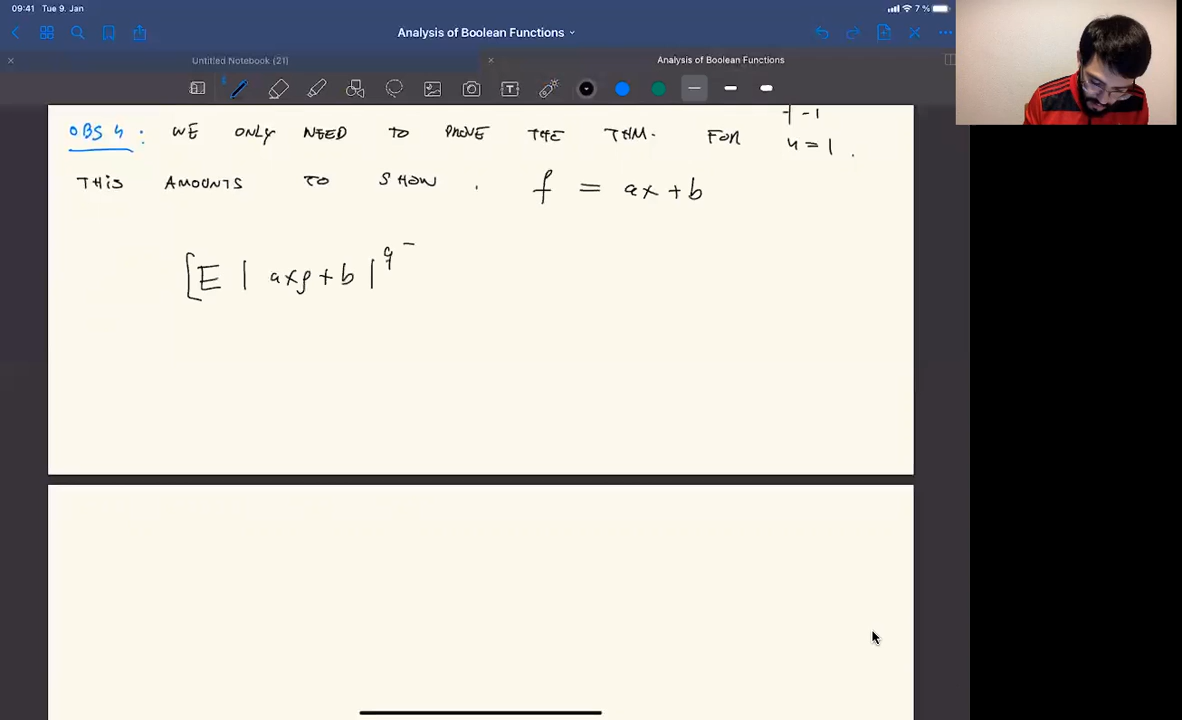 09:41 Tue 9. Jan
7 %
Analysis of Boolean Functions
Untitled Notebook (21)
Analysis of Boolean Functions
OBS 4: WE ONLY NEED TO PROVE THE THM. FOR n = 1.
THIS AMOUNTS TO SHOW. f = ax + b
[E | axρ + b |^q